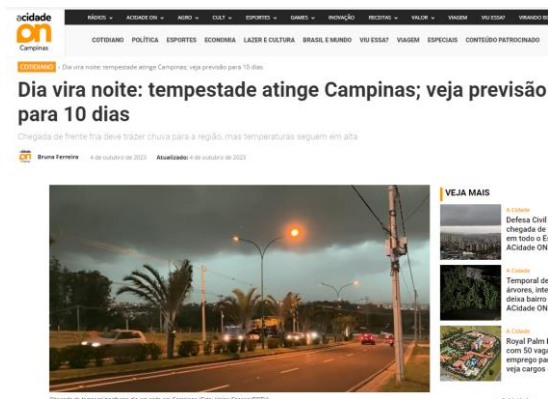 acidade
on
Campinas
RÁDIOS ACIDADE ON AGRO CULT ESPORTES GAMES INOVAÇÃO RECEITAS VALOR VIAGEM VIU ESSA? VIRANDO
COTIDIANO POLÍTICA ESPORTES ECONOMIA LAZER E CULTURA BRASIL E MUNDO VIU ESSA? VIAGEM ESPECIAIS CONTEÚDO PATROCINADO
COTIDIANO › Dia vira noite: tempestade atinge Campinas; veja previsão para 10 dias
Dia vira noite: tempestade atinge Campinas; veja previsão
para 10 dias
Chegada de frente fria deve trazer chuva para a região, mas temperaturas seguem em alta
on Bruna Ferreira 4 de outubro de 2023 Atualizado: 4 de outubro de 2023
VEJA MAIS
A Cidade
Defesa Civil
chegada de
em todo o E
ACidade ON
A Cidade
Temporal de
árvores, inte
deixa bairro
ACidade ON
A Cidade
Royal Palm
com 50 vaga
emprego pa
veja cargos